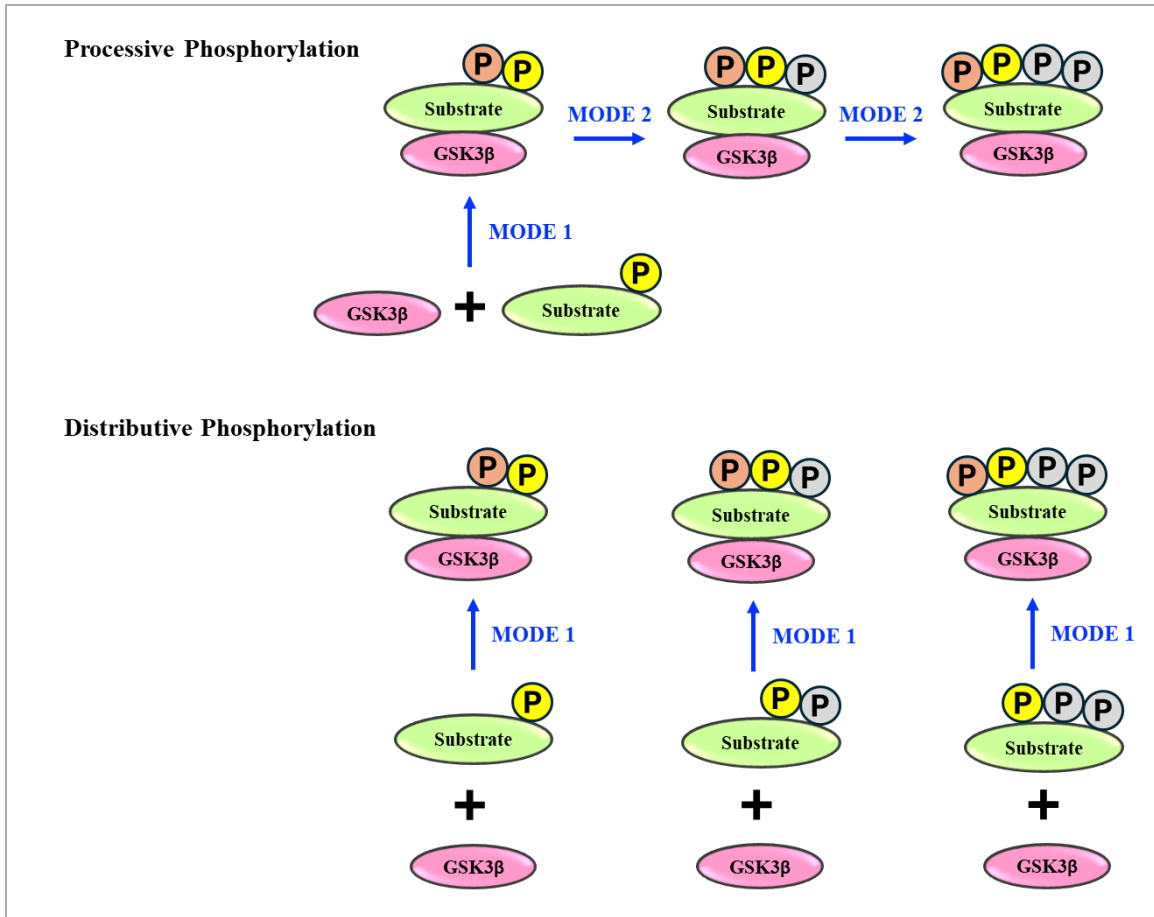 Processive Phosphorylation
P P
P P P
P P P P
Substrate
Substrate
Substrate
MODE 2
MODE 2
GSK3β
GSK3β
GSK3β
MODE 1
P
GSK3β + Substrate
Distributive Phosphorylation
P P
P P P
P P P P
Substrate
Substrate
Substrate
GSK3β
GSK3β
GSK3β
MODE 1
MODE 1
MODE 1
P
P P
P P P
Substrate
Substrate
Substrate
+
+
+
GSK3β
GSK3β
GSK3β